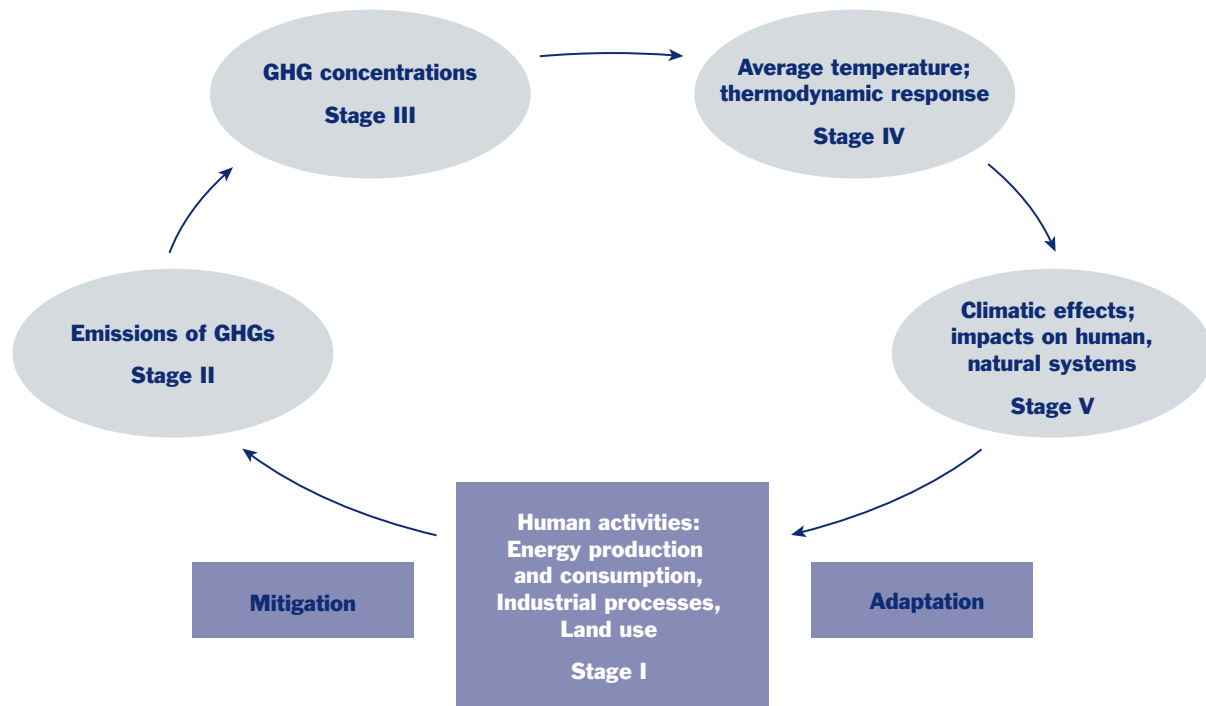 GHG concentrations
Stage III
Average temperature;
thermodynamic response
Stage IV
Emissions of GHGs
Stage II
Climatic effects;
impacts on human,
natural systems
Stage V
Human activities:
Energy production
and consumption,
Industrial processes,
Land use
Stage I
Mitigation
Adaptation